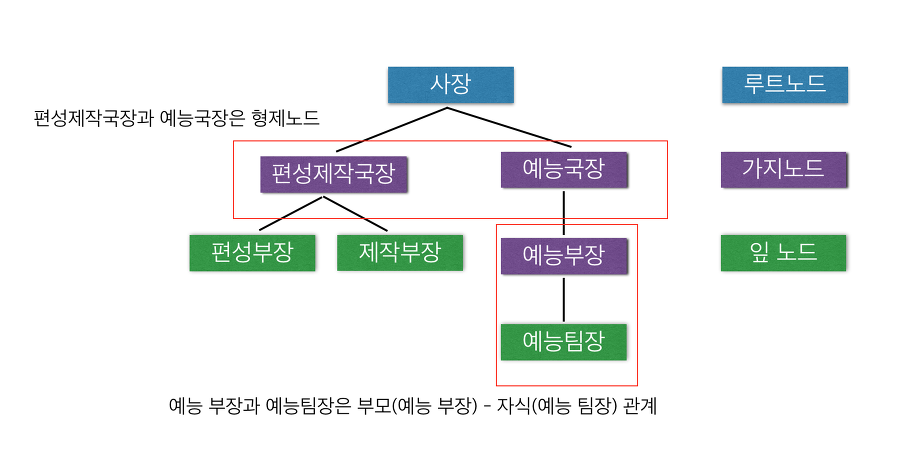 사장
루트노드
편성제작국장과 예능국장은 형제노드
편성제작국장
예능국장
가지노드
편성부장
제작부장
예능부장
잎 노드
예능팀장
예능 부장과 예능팀장은 부모(예능 부장) – 자식(예능 팀장) 관계